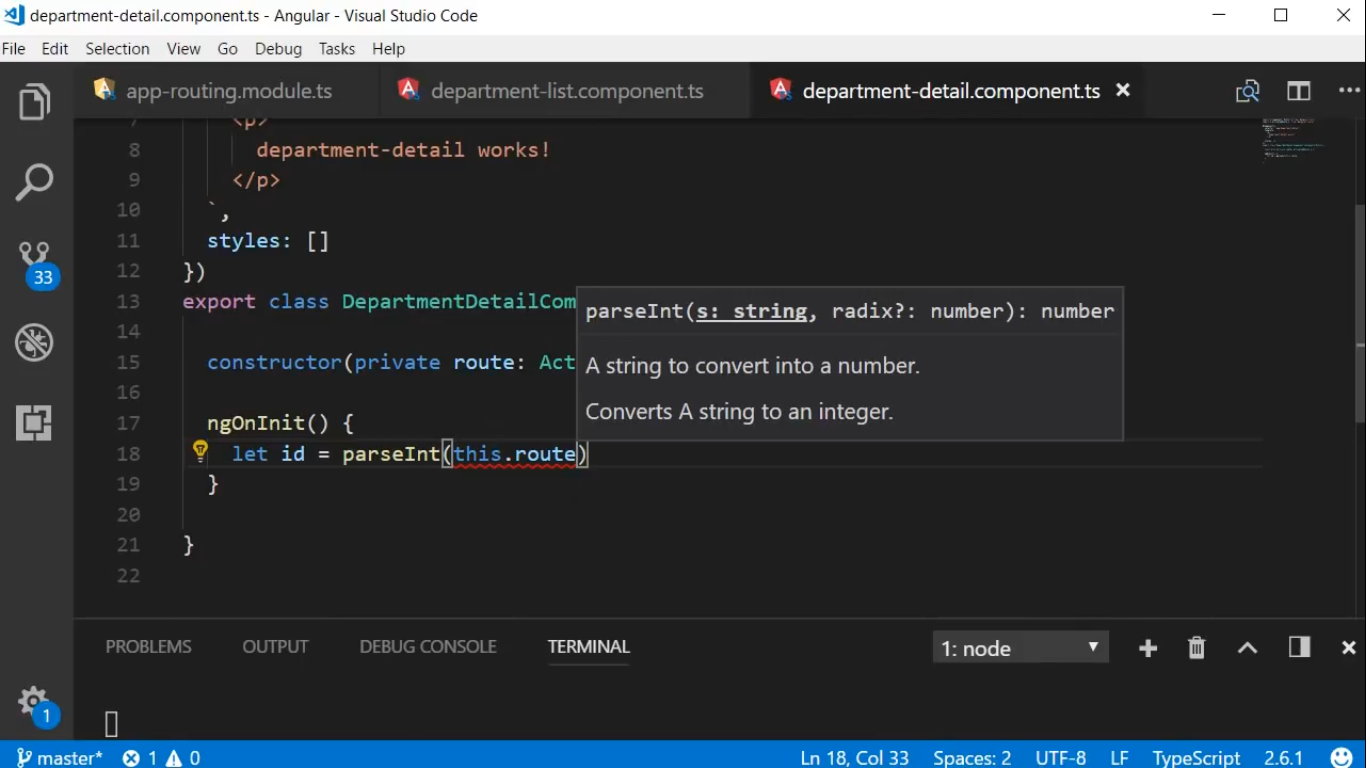 department-detail.component.ts - Angular - Visual Studio Code
File Edit Selection View Go Debug Tasks Help
app-routing.module.ts department-list.component.ts department-detail.component.ts
7 <p>
8 department-detail works!
9 </p>
10 `,
11 styles: []
12 })
13 export class DepartmentDetailCom
parseInt(s: string, radix?: number): number
14
15 constructor(private route: Act
A string to convert into a number.
16
Converts A string to an integer.
17 ngOnInit() {
18 let id = parseInt(this.route)
19 }
20
21 }
22
33
1
PROBLEMS OUTPUT DEBUG CONSOLE TERMINAL 1: node
master* 1 0 Ln 18, Col 33 Spaces: 2 UTF-8 LF TypeScript 2.6.1